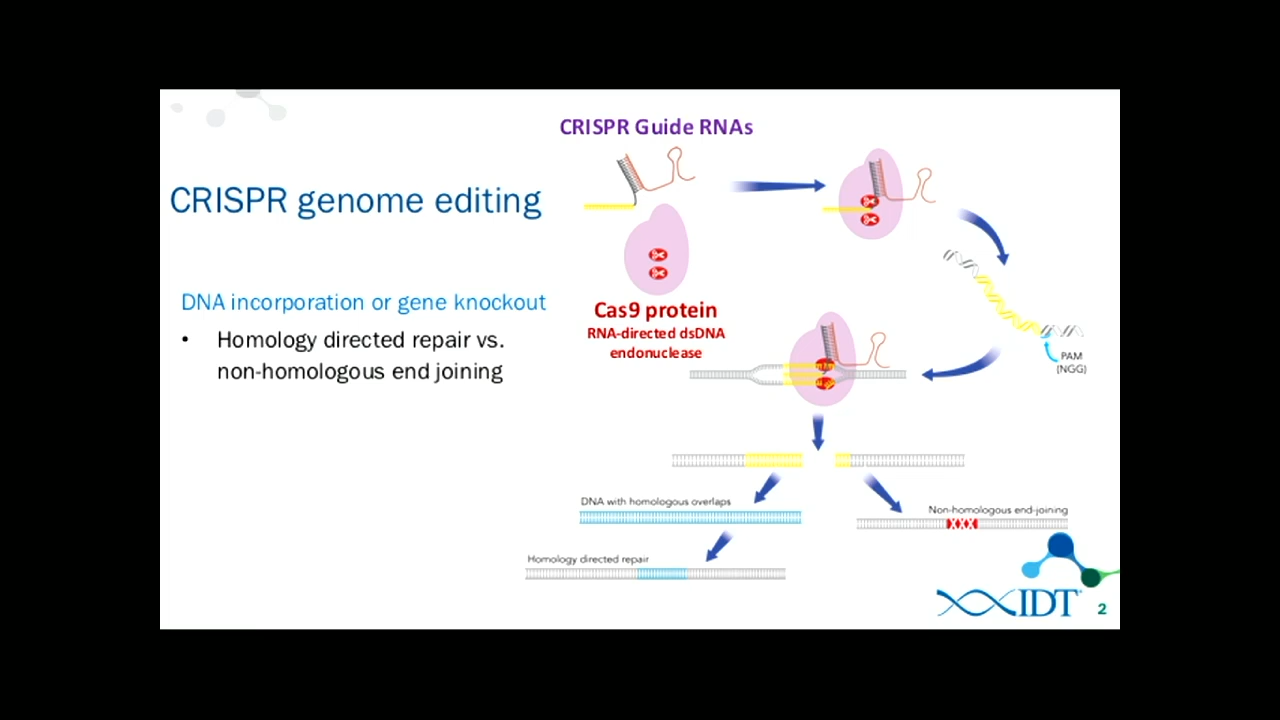 CRISPR Guide RNAs
CRISPR genome editing
DNA incorporation or gene knockout
• Homology directed repair vs.
non-homologous end joining
Cas9 protein
RNA-directed dsDNA
endonuclease
PAM
(NGG)
DNA with homologous overlaps
Non-homologous end-joining
XXX
Homology directed repair
IDT
2